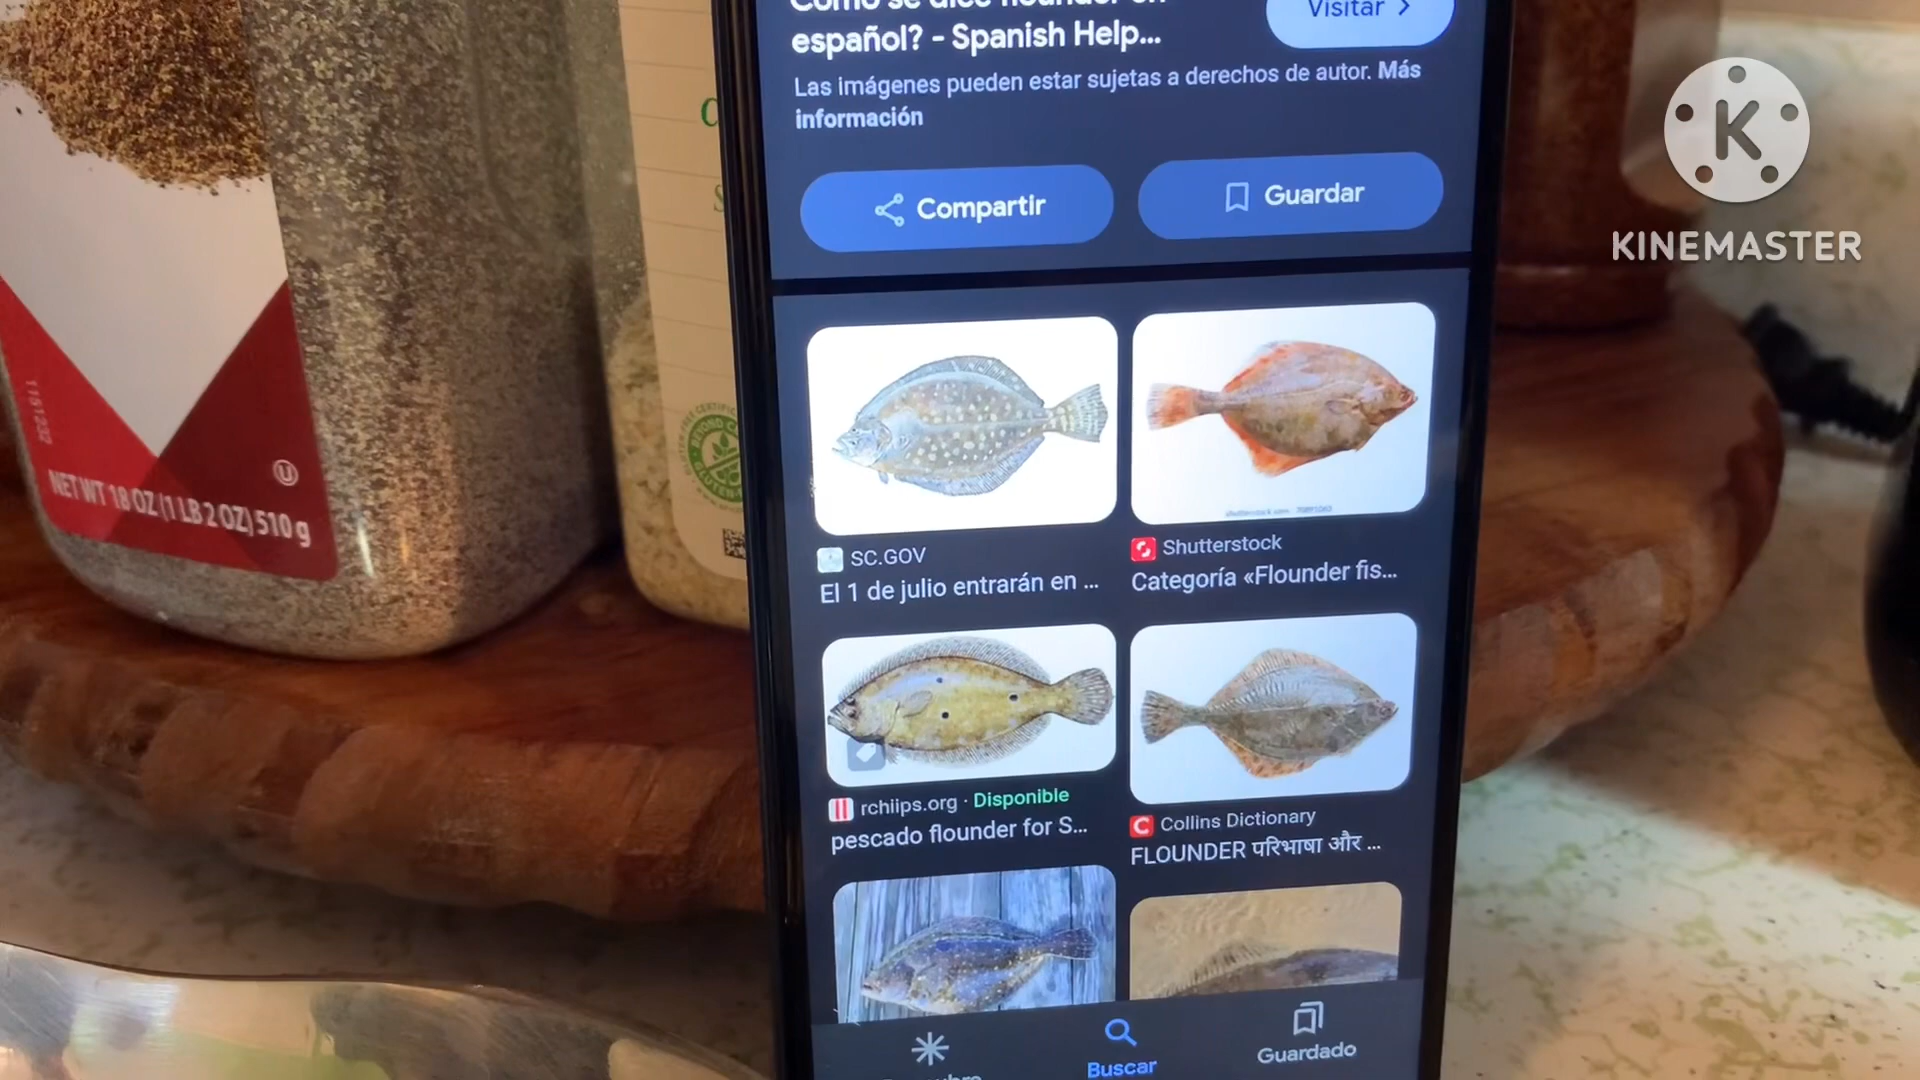 español? - Spanish Help...
Visitar >
Las imágenes pueden estar sujetas a derechos de autor. Más
información
Compartir
Guardar
K
KINEMASTER
SC.GOV
El 1 de julio entrarán en ...
Shutterstock
Categoría «Flounder fis...
rchiips.org · Disponible
pescado flounder for S...
Collins Dictionary
FLOUNDER परिभाषा और ...
Buscar
Guardado
NET WT 18 OZ (1 LB 2 OZ) 510 g
U